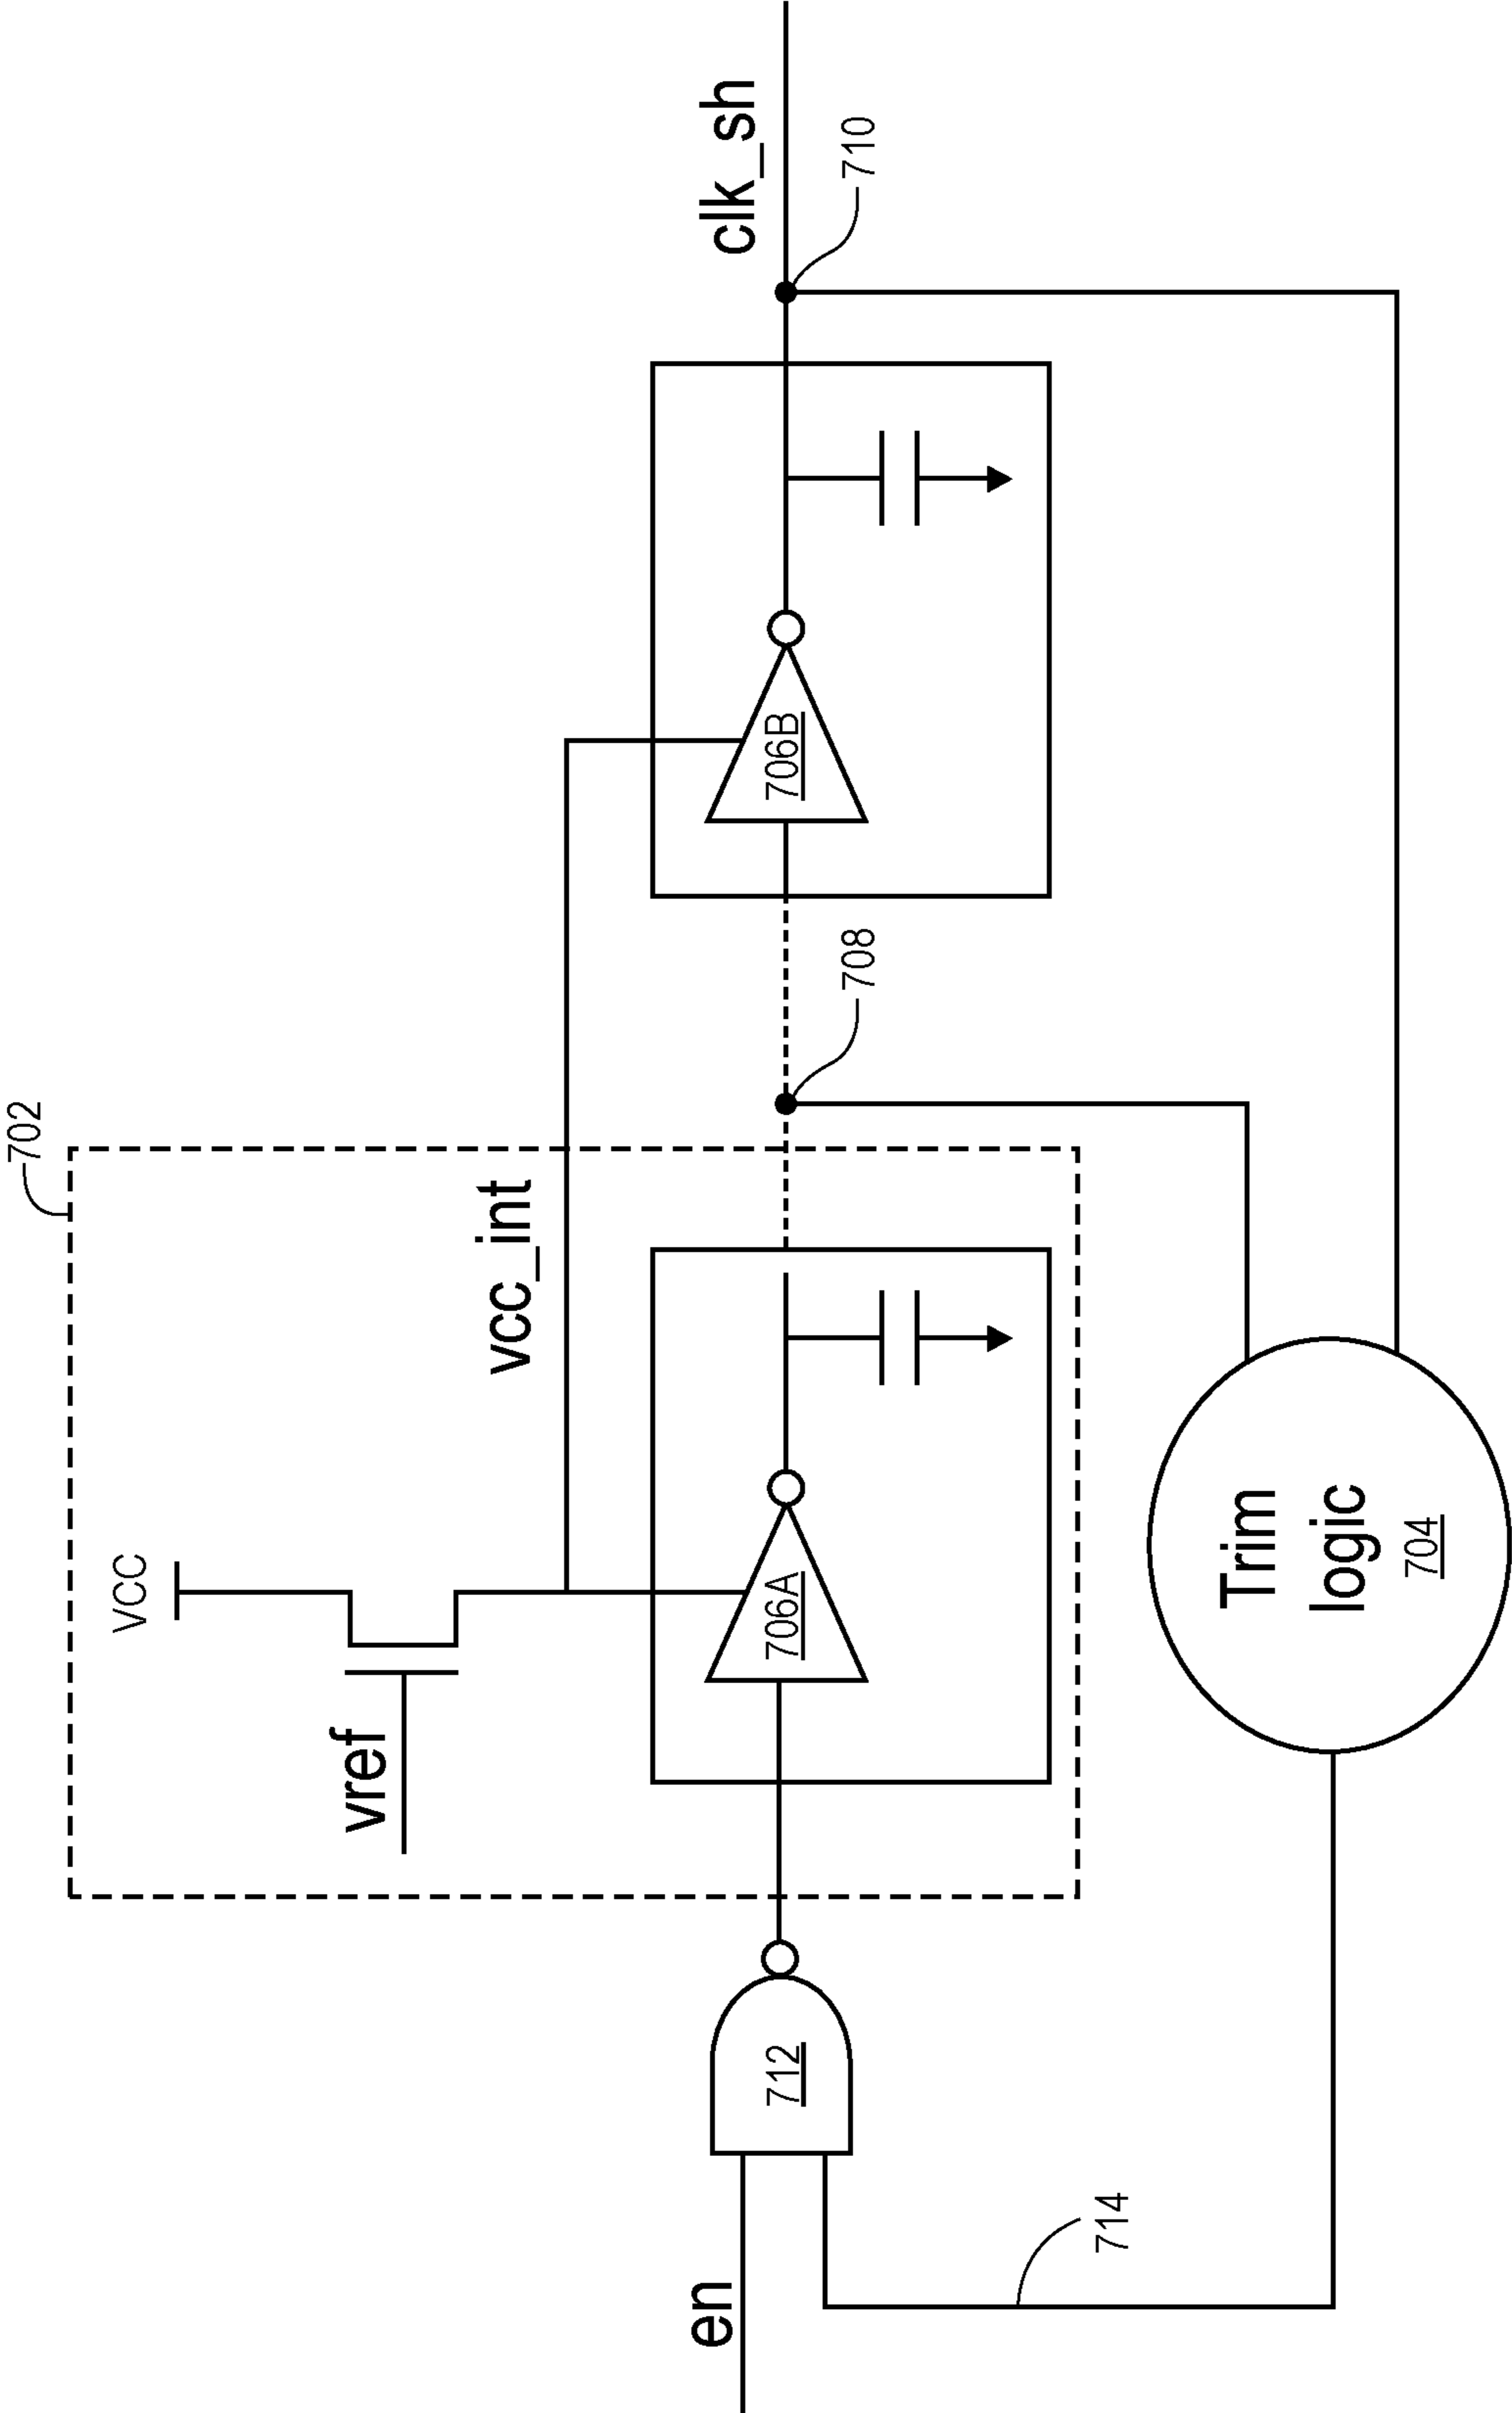 702
VCC
vref
vcc_int
clk_sh
en
712
706A
706B
708
710
714
Trim
logic
704